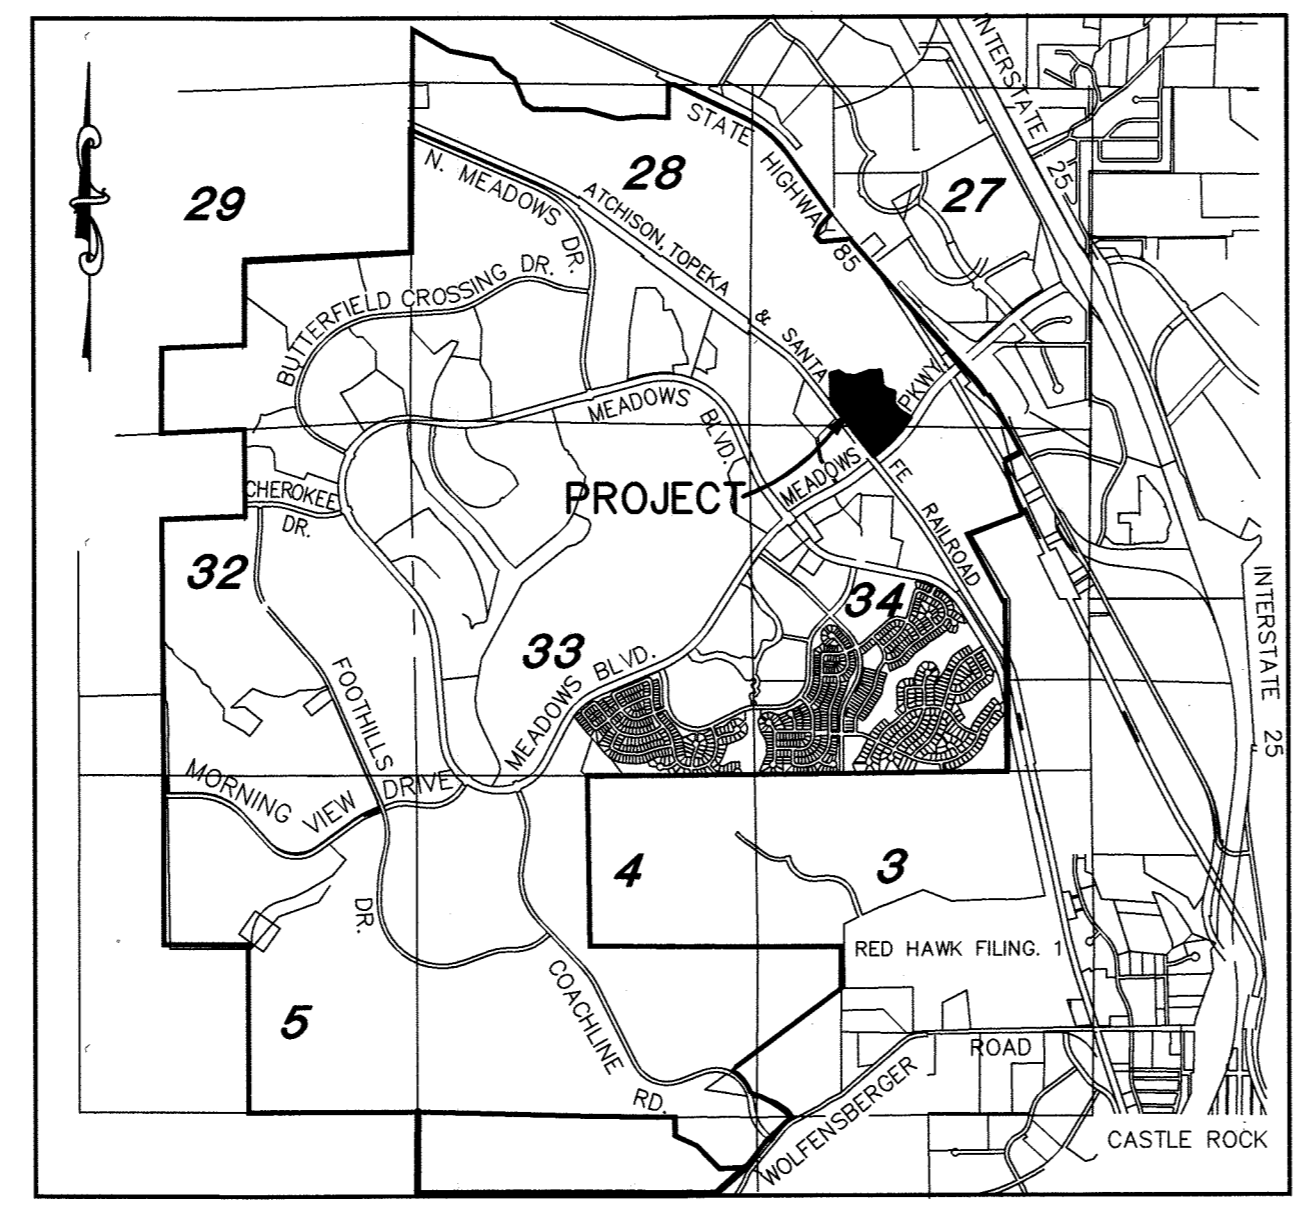 INTERSTATE 25
STATE HIGHWAY 85
28
27
29
N. MEADOWS DR.
ATCHISON, TOPEKA & SANTA FE RAILROAD
BUTTERFIELD CROSSING DR.
MEADOWS BLVD.
MEADOWS PKWY.
PROJECT
CHEROKEE DR.
32
34
33
MEADOWS BLVD.
INTERSTATE 25
FOOTHILLS DR.
MORNING VIEW DRIVE
4
3
RED HAWK FILING. 1
5
COACHLINE RD.
WOLFENSBERGER ROAD
CASTLE ROCK